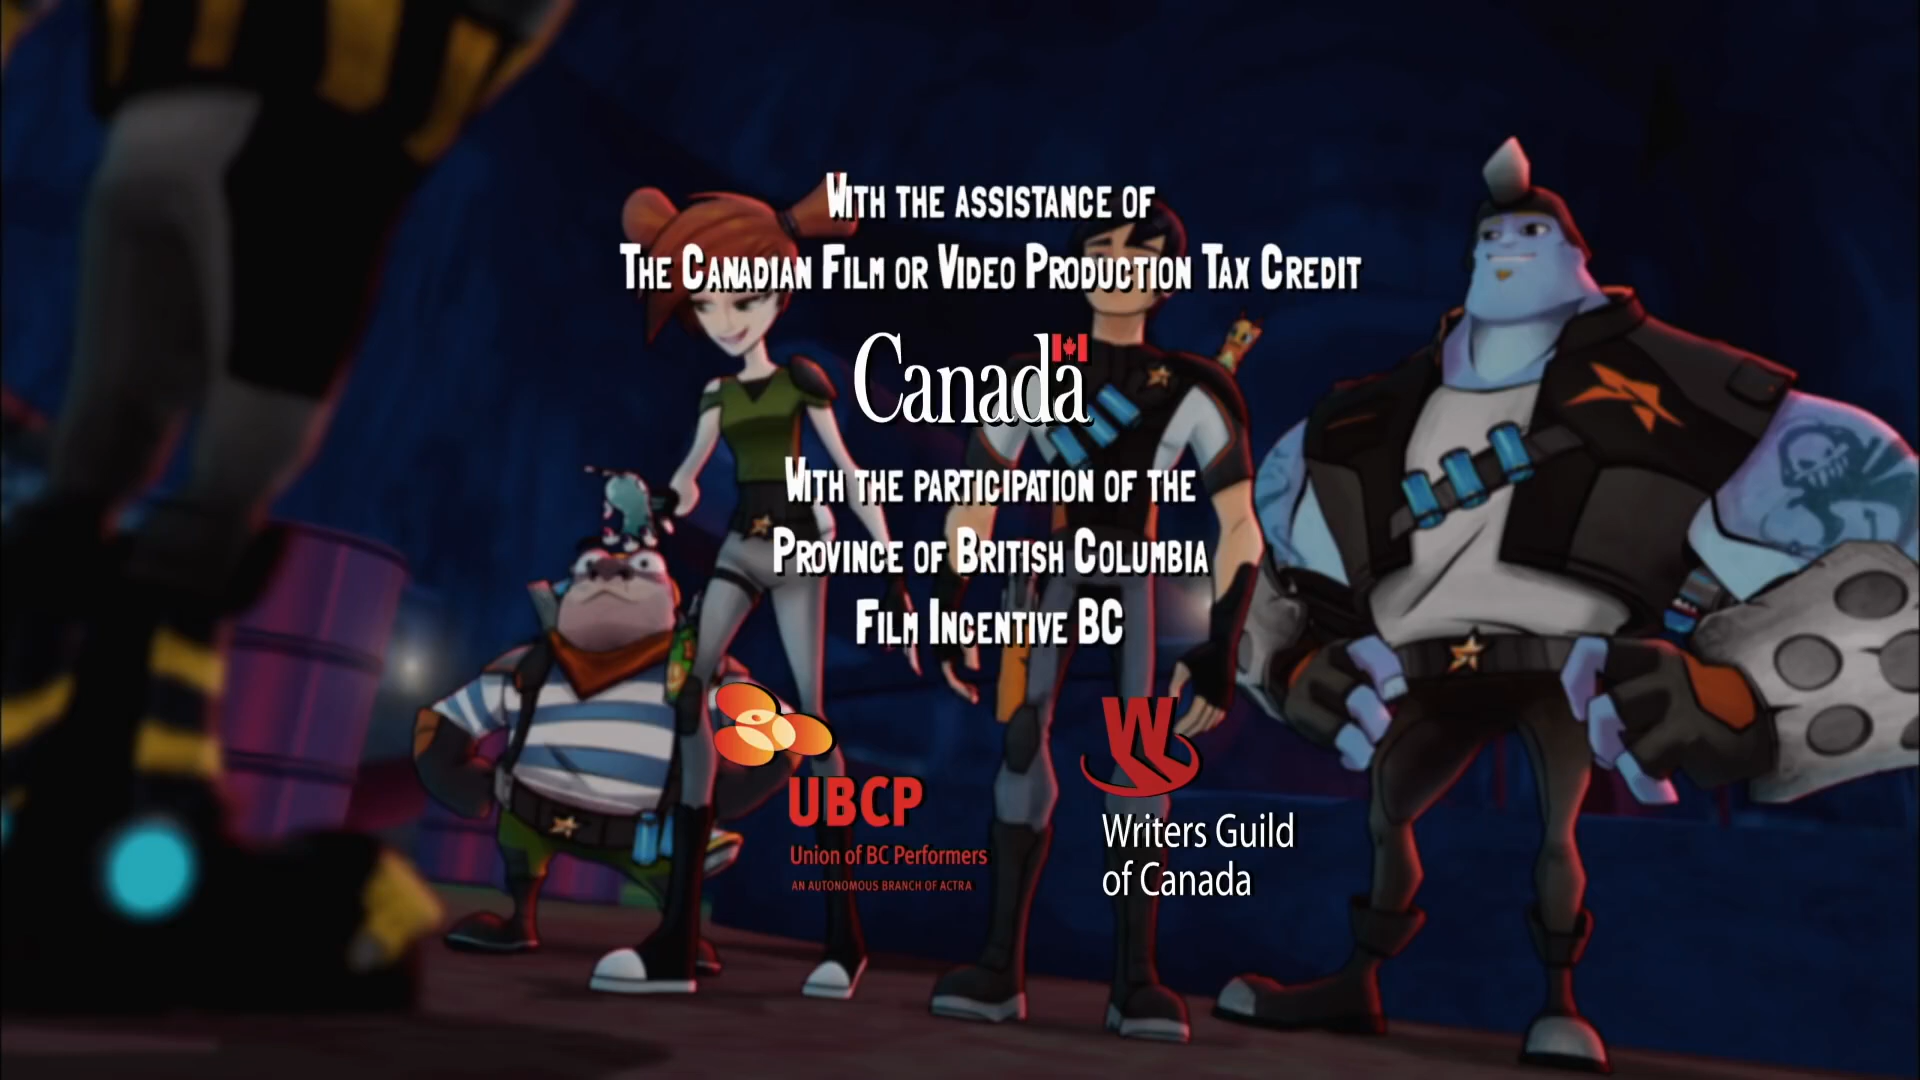 With the assistance of
The Canadian Film or Video Production Tax Credit
Canada
With the participation of the
Province of British Columbia
Film Incentive BC
UBCP
Union of BC Performers
AN AUTONOMOUS BRANCH OF ACTRA
W
Writers Guild
of Canada